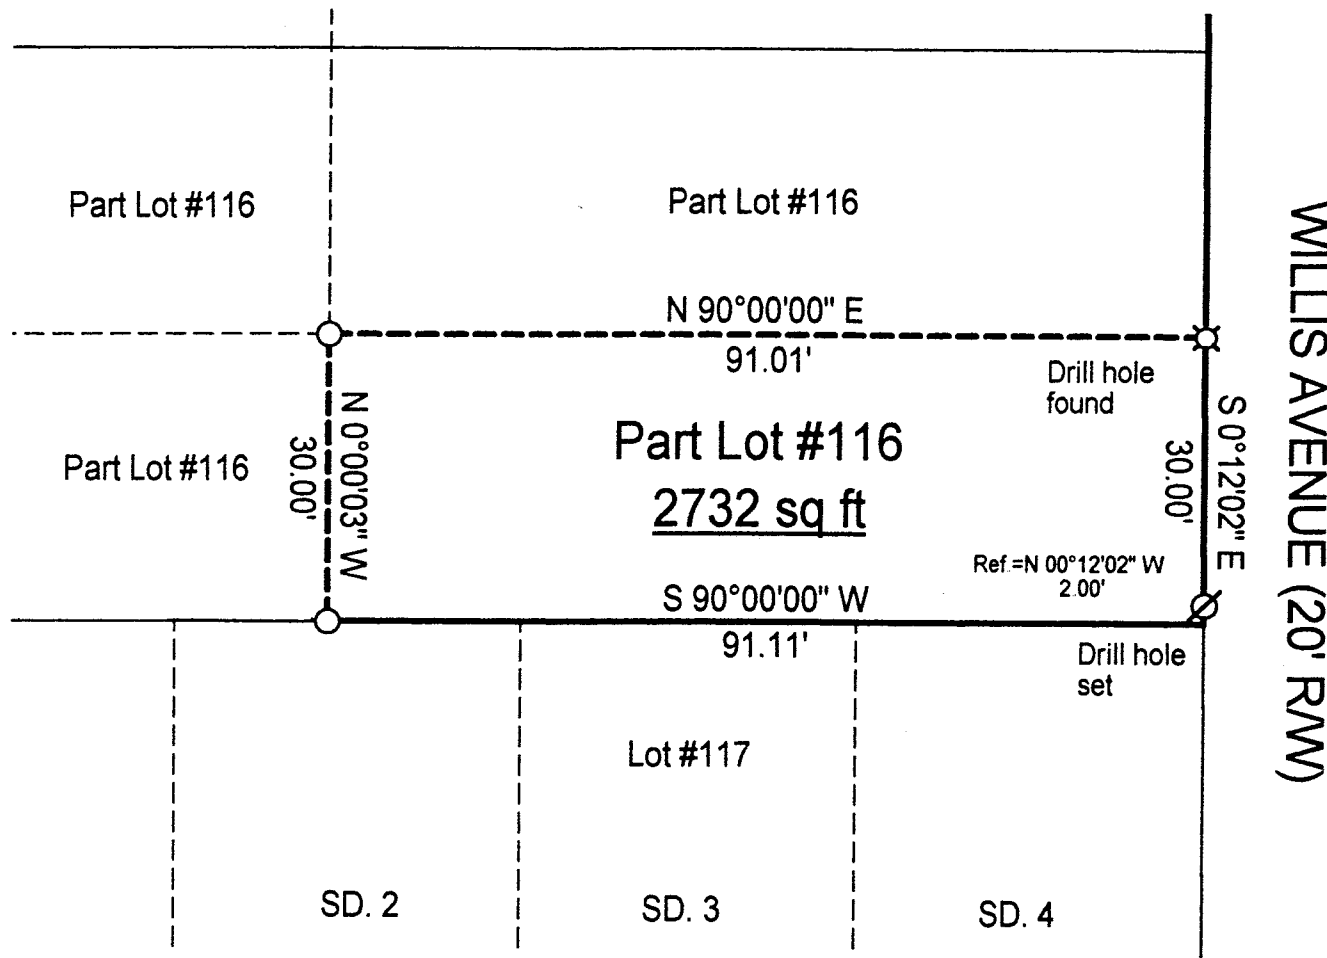 Part Lot #116
Part Lot #116
N 90°00'00" E
91.01'
Drill hole
found
Part Lot #116
N 0°00'03" W
30.00'
Part Lot #116
2732 sq ft
S 0°12'02" E
30.00'
WILLIS AVENUE (20' R/W)
Ref.=N 00°12'02" W
2.00'
S 90°00'00" W
91.11'
Drill hole
set
Lot #117
SD. 2
SD. 3
SD. 4